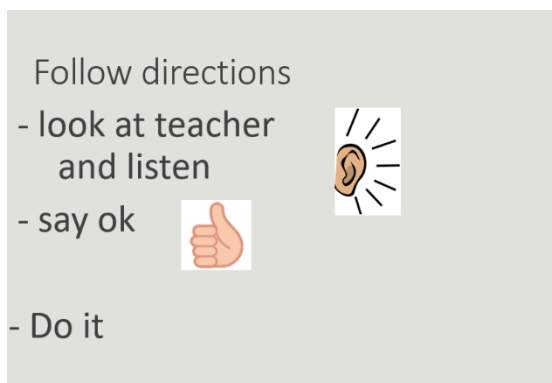 Follow directions
- look at teacher
and listen
- say ok
- Do it